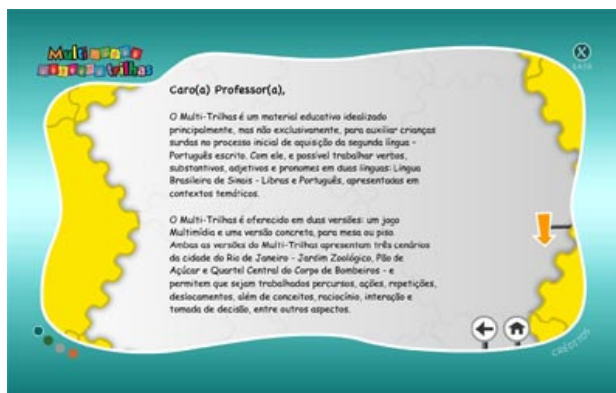 Multi
trilhas
X
SAIR
Caro(a) Professor(a),
O Multi-Trilhas é um material educativo idealizado
principalmente, mas não exclusivamente, para auxiliar crianças
surdas no processo inicial de aquisição da segunda língua -
Português escrito. Com ele, e possível trabalhar verbos,
substantivos, adjetivos e pronomes em duas línguas: Língua
Brasileira de Sinais - Libras e Português, apresentadas em
contextos temáticos.
O Multi-Trilhas é oferecido em duas versões: um jogo
Multimídia e uma versão concreta, para mesa ou piso.
Ambas as versões do Multi-Trilhas apresentam três cenários
da cidade do Rio de Janeiro - Jardim Zoológico, Pão de
Açúcar e Quartel Central do Corpo de Bombeiros - e
permitem que sejam trabalhados percursos, ações, repetições,
deslocamentos, além de conceitos, raciocínio, interação e
tomada de decisão, entre outros aspectos.
CRÉDITOS